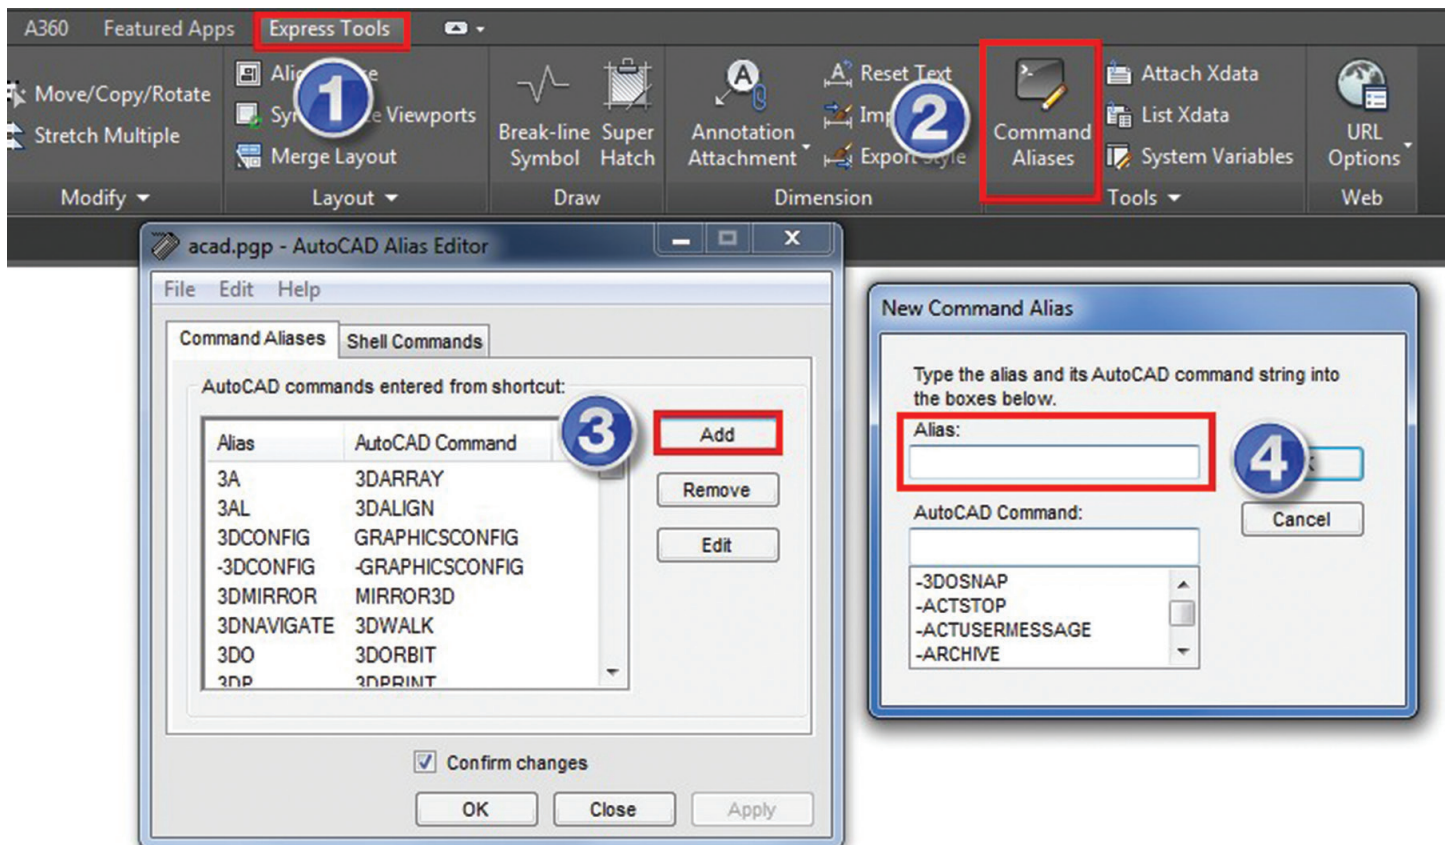 A360 Featured Apps Express Tools
1
2
Move/Copy/Rotate
Stretch Multiple
Modify
Viewports
Merge Layout
Layout
Break-line Symbol
Super Hatch
Draw
Annotation Attachment
Reset Text
Export Style
Dimension
Command Aliases
Attach Xdata
List Xdata
System Variables
Tools
URL Options
Web
acad.pgp - AutoCAD Alias Editor
File Edit Help
Command Aliases Shell Commands
AutoCAD commands entered from shortcut:
3
Alias AutoCAD Command
3A 3DARRAY
3AL 3DALIGN
3DCONFIG GRAPHICSCONFIG
-3DCONFIG -GRAPHICSCONFIG
3DMIRROR MIRROR3D
3DNAVIGATE 3DWALK
3DO 3DORBIT
3DP 3DPRINT
Add
Remove
Edit
Confirm changes
OK Close Apply
New Command Alias
Type the alias and its AutoCAD command string into
the boxes below.
Alias:
4
Cancel
AutoCAD Command:
-3DOSNAP
-ACTSTOP
-ACTUSERMESSAGE
-ARCHIVE